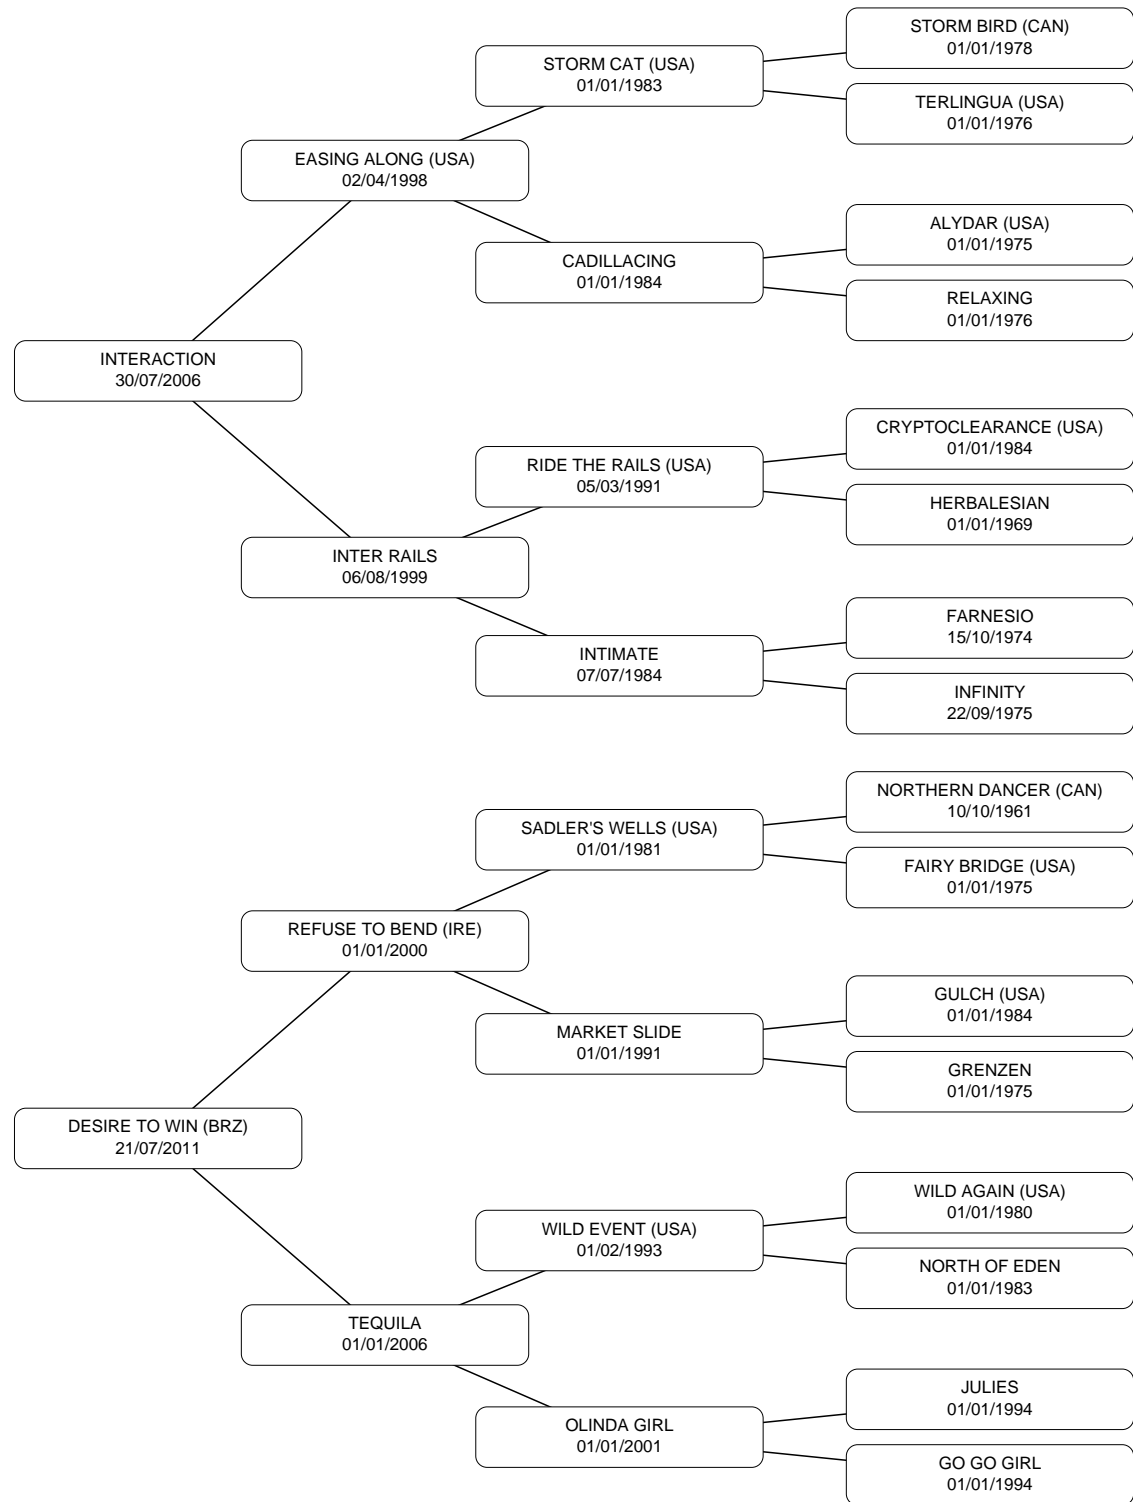 STORM BIRD (CAN)
01/01/1978
STORM CAT (USA)
01/01/1983
TERLINGUA (USA)
01/01/1976
EASING ALONG (USA)
02/04/1998
ALYDAR (USA)
01/01/1975
CADILLACING
01/01/1984
RELAXING
01/01/1976
INTERACTION
30/07/2006
CRYPTOCLEARANCE (USA)
01/01/1984
RIDE THE RAILS (USA)
05/03/1991
HERBALESIAN
01/01/1969
INTER RAILS
06/08/1999
FARNESIO
15/10/1974
INTIMATE
07/07/1984
INFINITY
22/09/1975
NORTHERN DANCER (CAN)
10/10/1961
SADLER'S WELLS (USA)
01/01/1981
FAIRY BRIDGE (USA)
01/01/1975
REFUSE TO BEND (IRE)
01/01/2000
GULCH (USA)
01/01/1984
MARKET SLIDE
01/01/1991
GRENZEN
01/01/1975
DESIRE TO WIN (BRZ)
21/07/2011
WILD AGAIN (USA)
01/01/1980
WILD EVENT (USA)
01/02/1993
NORTH OF EDEN
01/01/1983
TEQUILA
01/01/2006
JULIES
01/01/1994
OLINDA GIRL
01/01/2001
GO GO GIRL
01/01/1994